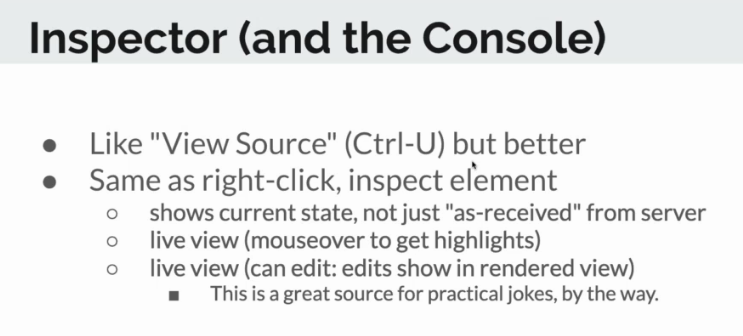 Inspector (and the Console)
● Like "View Source" (Ctrl-U) but better
● Same as right-click, inspect element
○ shows current state, not just "as-received" from server
○ live view (mouseover to get highlights)
○ live view (can edit: edits show in rendered view)
■ This is a great source for practical jokes, by the way.